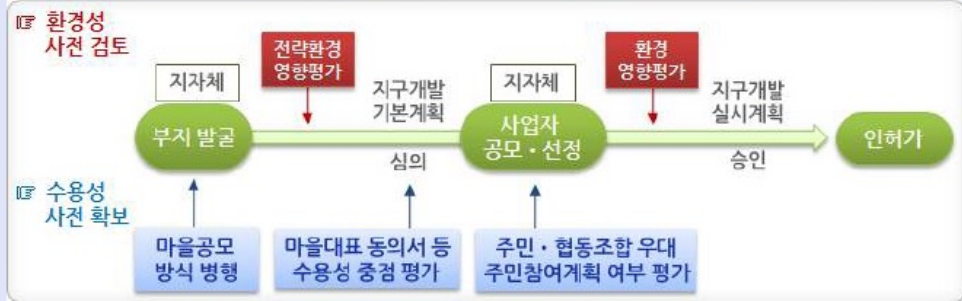 ☞ 환경성
사전 검토
전략환경
영향평가
환경
영향평가
지자체
지구개발
기본계획
지자체
지구개발
실시계획
부지 발굴
사업자
공모·선정
인허가
심의
승인
☞ 수용성
사전 확보
마을공모
방식 병행
마을대표 동의서 등
수용성 중점 평가
주민·협동조합 우대
주민참여계획 여부 평가